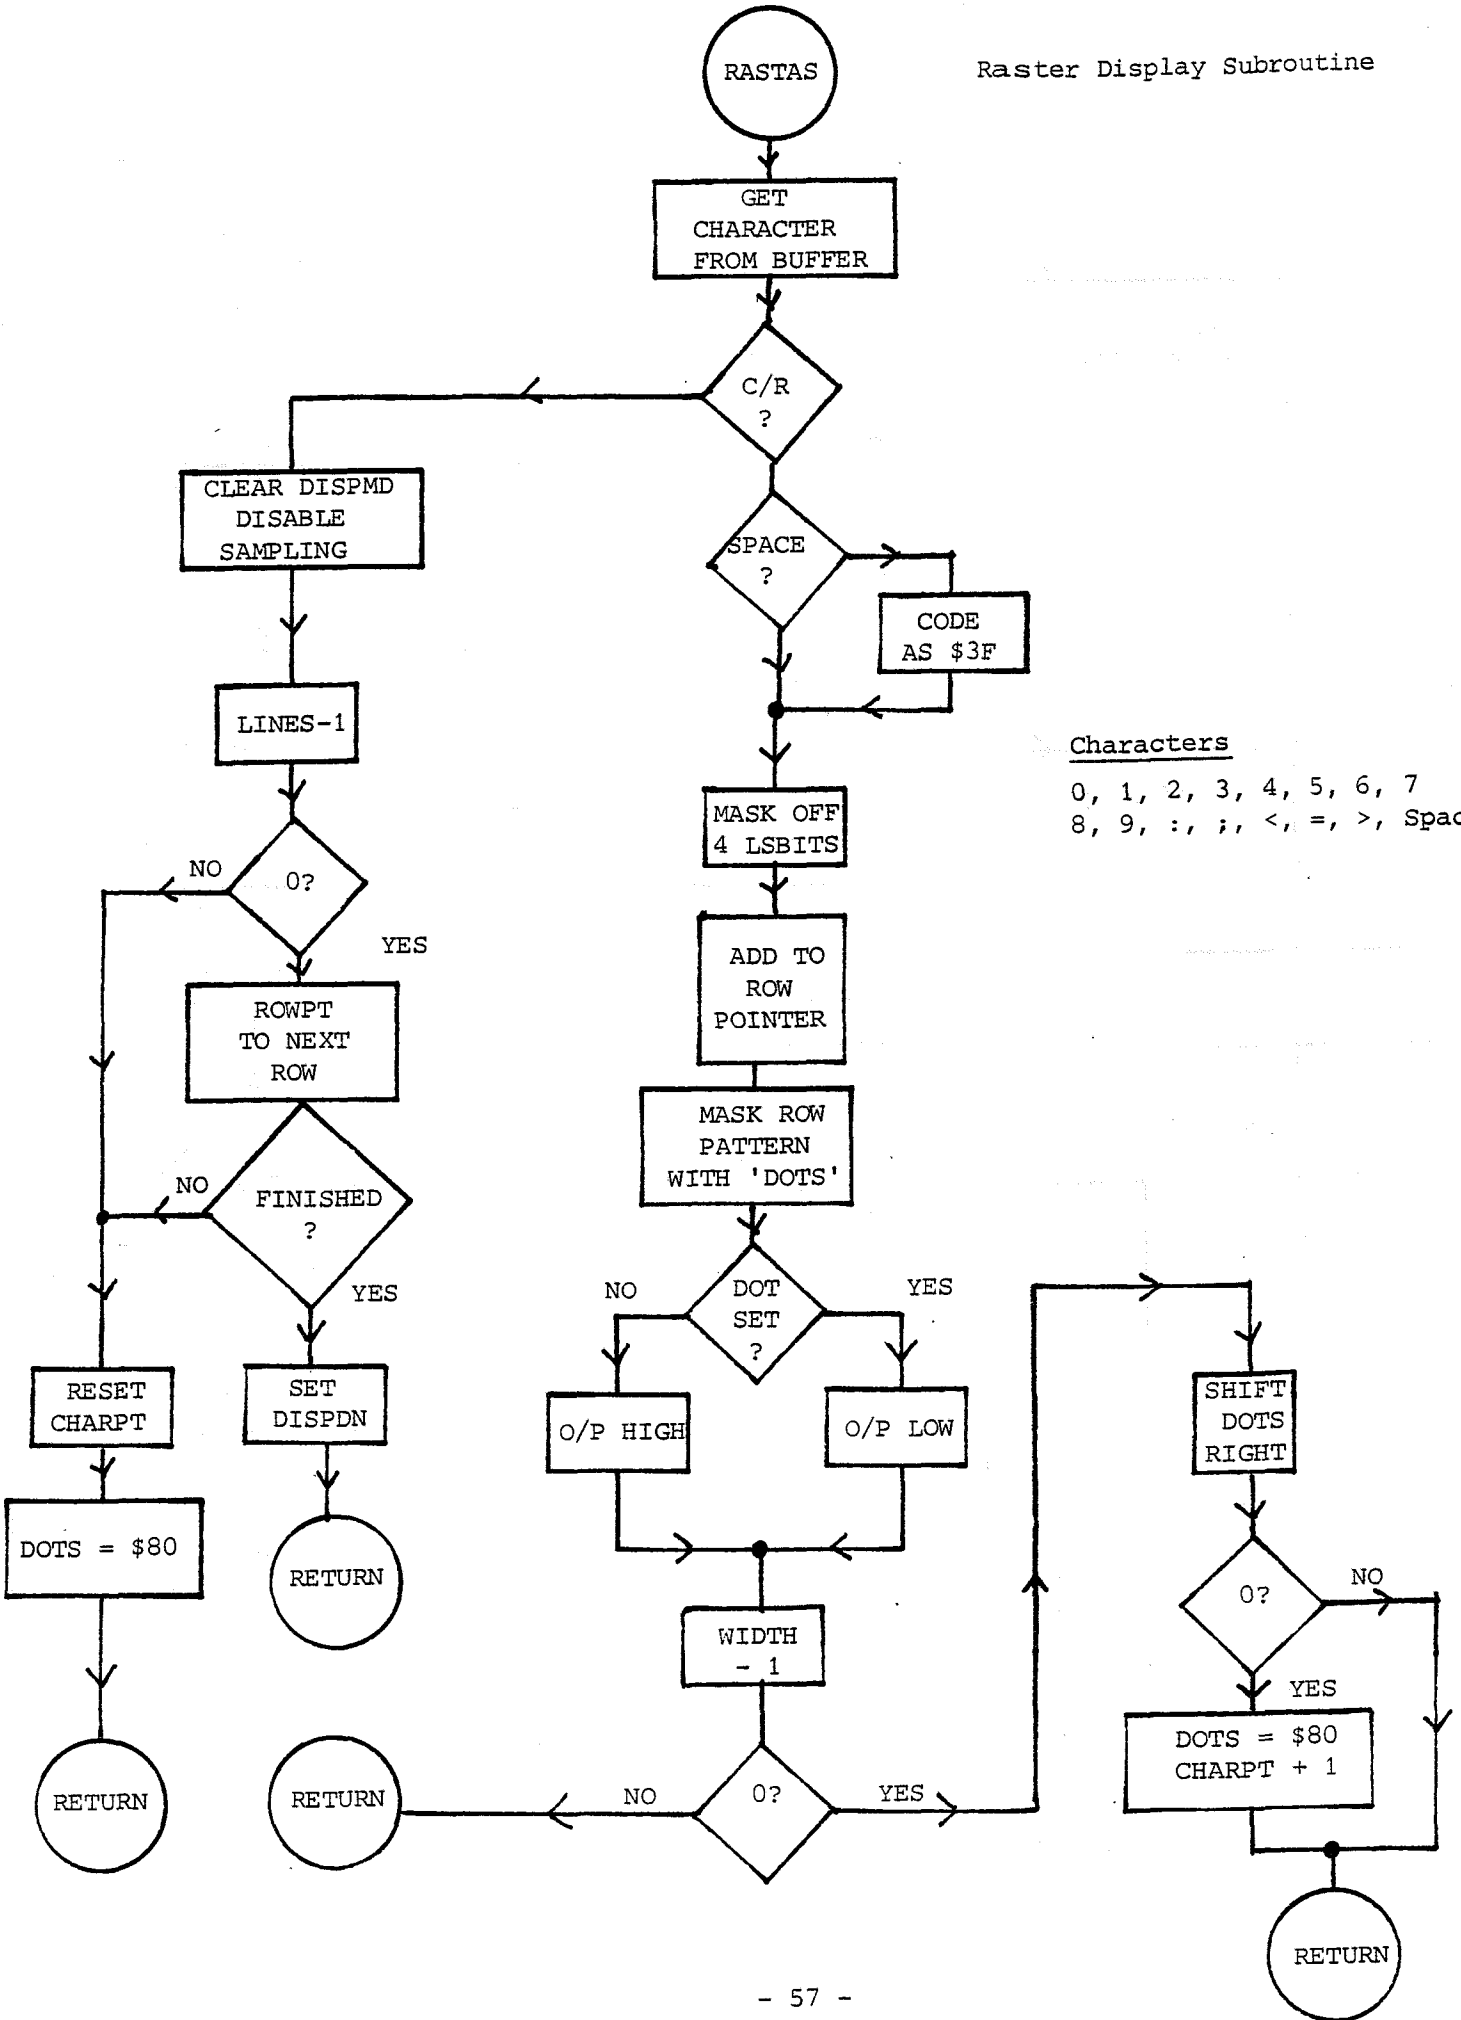 RASTAS
Raster Display Subroutine
GET
CHARACTER
FROM BUFFER
C/R
?
CLEAR DISPMD
DISABLE
SAMPLING
SPACE
?
CODE
AS $3F
LINES-1
Characters
0, 1, 2, 3, 4, 5, 6, 7
8, 9, :, ;, <, =, >, Spac
MASK OFF
4 LSBITS
NO
0?
YES
ADD TO
ROW
POINTER
ROWPT
TO NEXT
ROW
MASK ROW
PATTERN
WITH 'DOTS'
NO
FINISHED
?
YES
NO
DOT
SET
?
YES
RESET
CHARPT
SET
DISPDN
O/P HIGH
O/P LOW
SHIFT
DOTS
RIGHT
DOTS = $80
RETURN
0?
NO
WIDTH
- 1
YES
DOTS = $80
CHARPT + 1
RETURN
RETURN
NO
0?
YES
RETURN
- 57 -